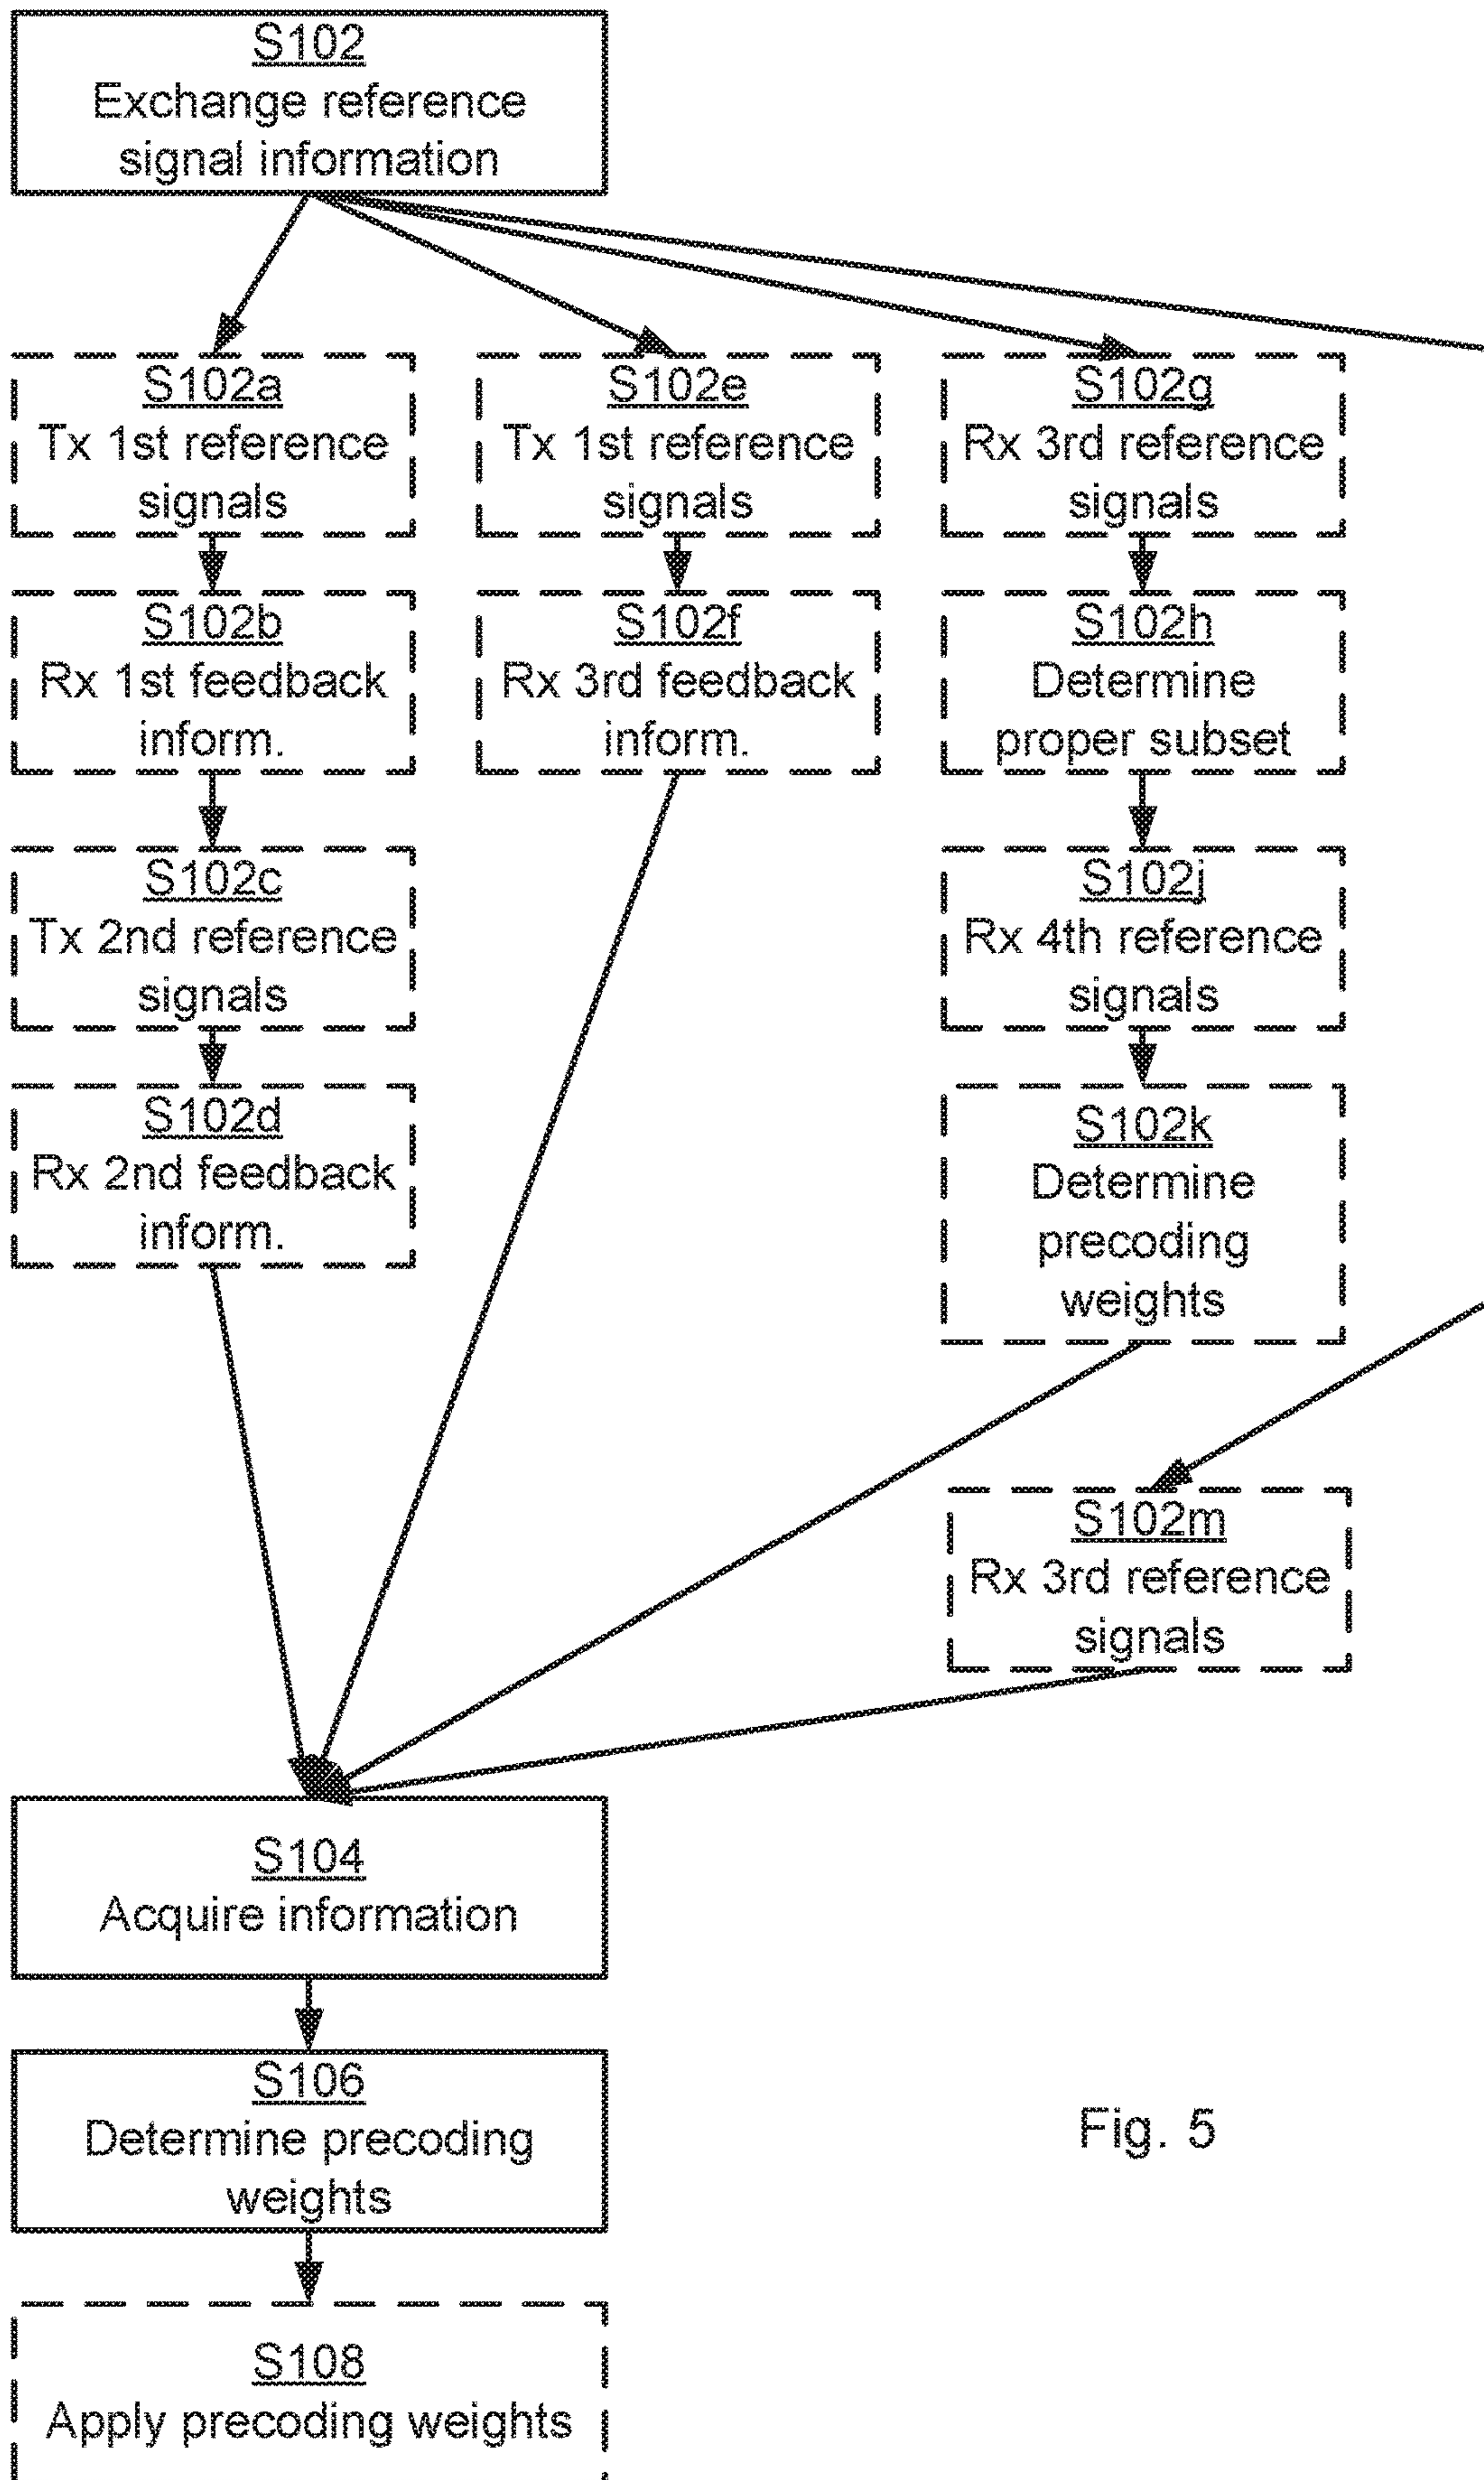 S102
Exchange reference
signal information
S102a
Tx 1st reference
signals
S102b
Rx 1st feedback
inform.
S102c
Tx 2nd reference
signals
S102d
Rx 2nd feedback
inform.
S102e
Tx 1st reference
signals
S102f
Rx 3rd feedback
inform.
S102g
Rx 3rd reference
signals
S102h
Determine
proper subset
S102j
Rx 4th reference
signals
S102k
Determine
precoding
weights
S102m
Rx 3rd reference
signals
S104
Acquire information
S106
Determine precoding
weights
S108
Apply precoding weights
Fig. 5